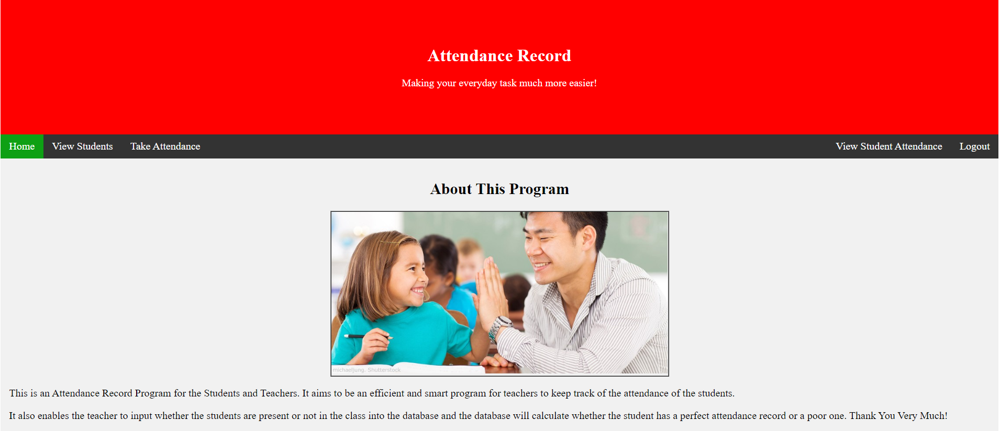 Attendance Record
Making your everyday task much more easier!
Home View Students Take Attendance View Student Attendance Logout
About This Program
michaeljung. Shutterstock
This is an Attendance Record Program for the Students and Teachers. It aims to be an efficient and smart program for teachers to keep track of the attendance of the students.
It also enables the teacher to input whether the students are present or not in the class into the database and the database will calculate whether the student has a perfect attendance record or a poor one. Thank You Very Much!